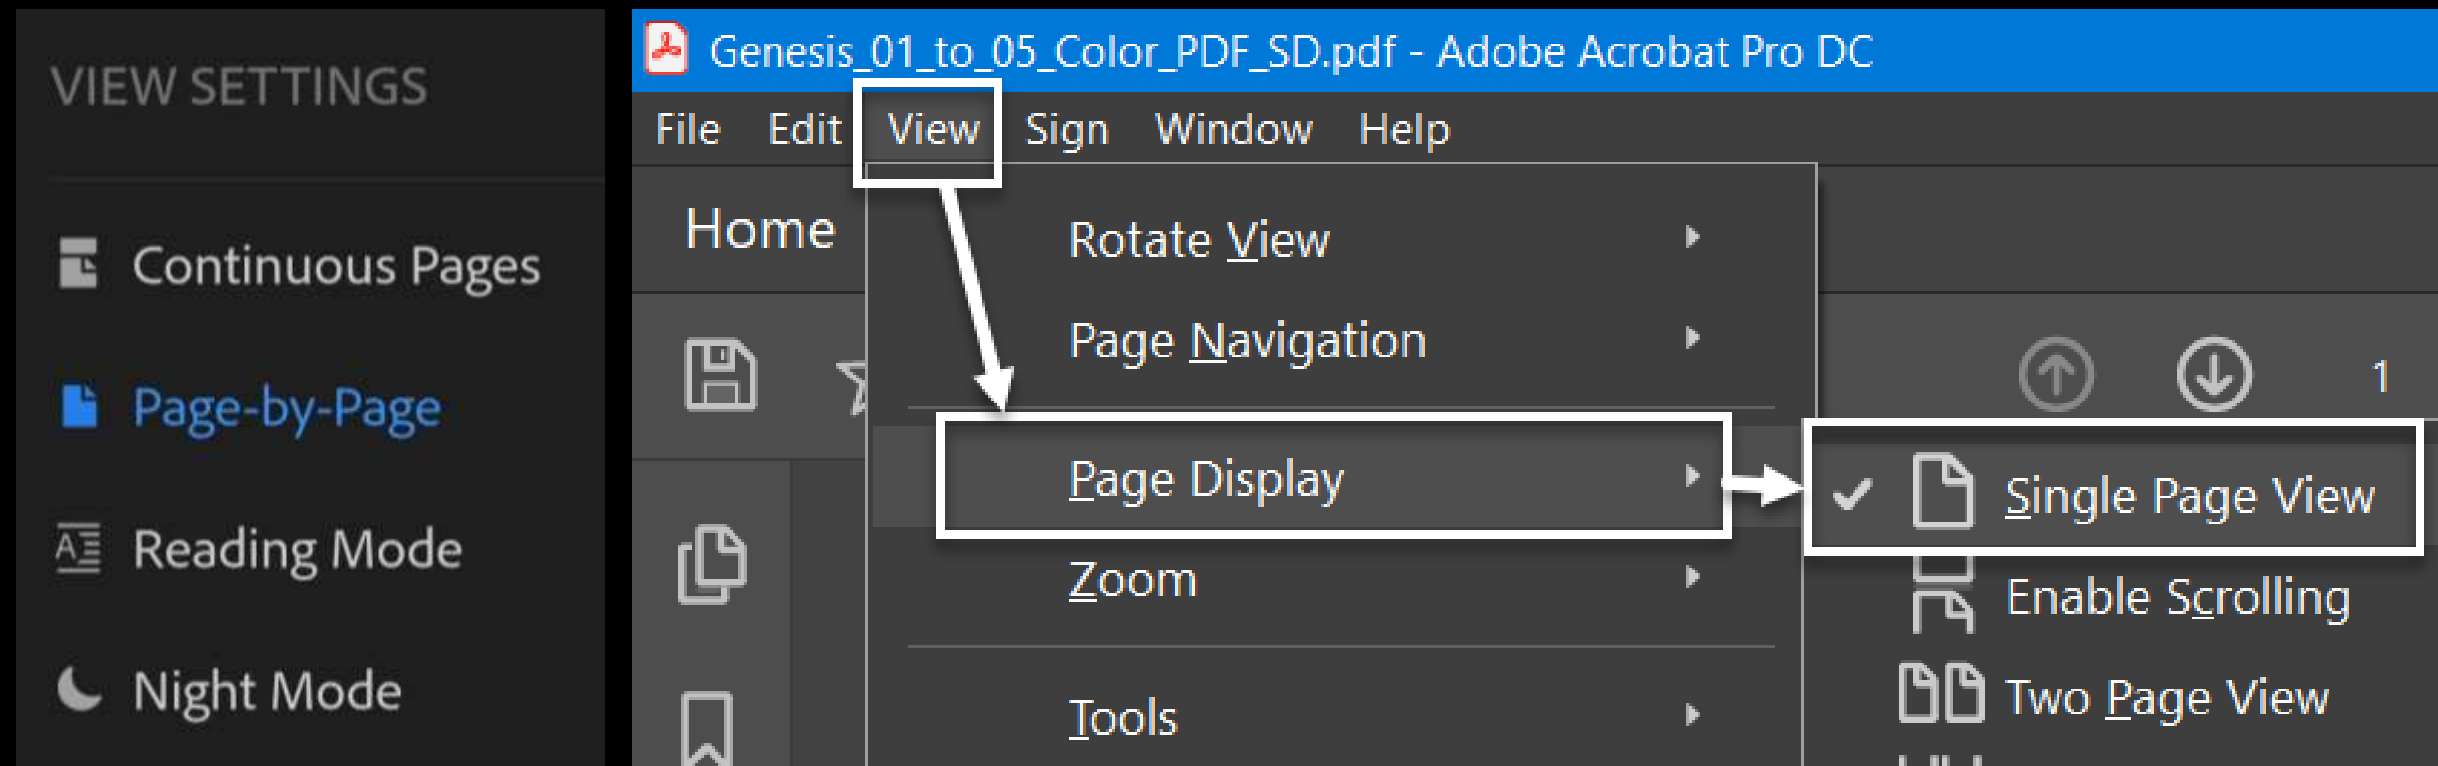 VIEW SETTINGS
Continuous Pages
Page-by-Page
Reading Mode
Night Mode
Genesis_01_to_05_Color_PDF_SD.pdf - Adobe Acrobat Pro DC
File Edit View Sign Window Help
Home
Rotate View
Page Navigation
1
Page Display
Single Page View
Zoom
Enable Scrolling
Two Page View
Tools